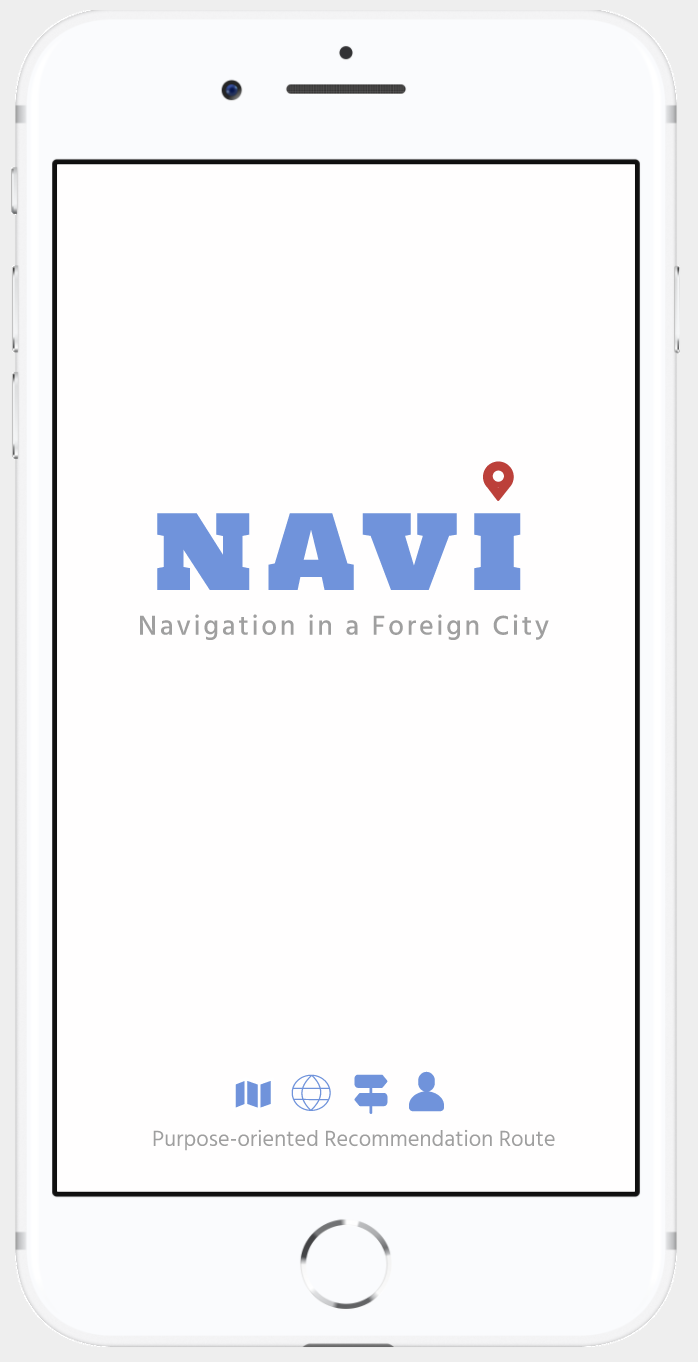 NAVI
Navigation in a Foreign City
Purpose-oriented Recommendation Route